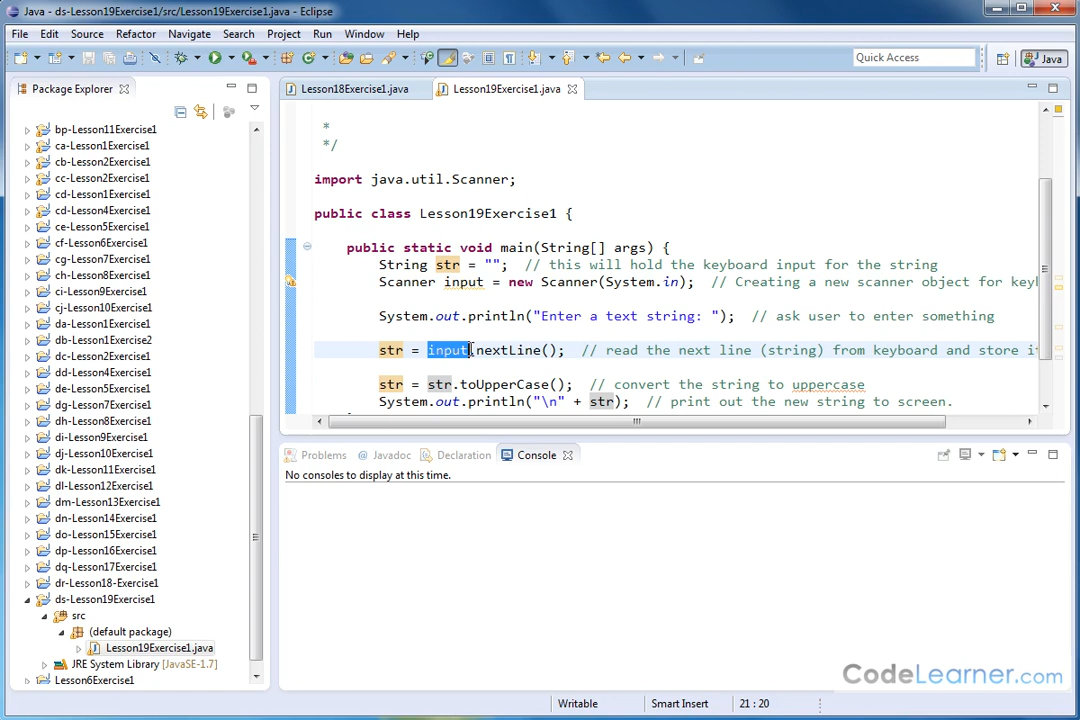 Java - ds-Lesson19Exercise1/src/Lesson19Exercise1.java - Eclipse
File Edit Source Refactor Navigate Search Project Run Window Help
Quick Access
Java
Package Explorer
bp-Lesson11Exercise1
ca-Lesson1Exercise1
cb-Lesson2Exercise1
cc-Lesson2Exercise1
cd-Lesson1Exercise1
cd-Lesson4Exercise1
ce-Lesson5Exercise1
cf-Lesson6Exercise1
cg-Lesson7Exercise1
ch-Lesson8Exercise1
ci-Lesson9Exercise1
cj-Lesson10Exercise1
da-Lesson1Exercise1
db-Lesson1Exercise2
dc-Lesson2Exercise1
dd-Lesson4Exercise1
de-Lesson5Exercise1
dg-Lesson7Exercise1
dh-Lesson8Exercise1
di-Lesson9Exercise1
dj-Lesson10Exercise1
dk-Lesson11Exercise1
dl-Lesson12Exercise1
dm-Lesson13Exercise1
dn-Lesson14Exercise1
do-Lesson15Exercise1
dp-Lesson16Exercise1
dq-Lesson17Exercise1
dr-Lesson18-Exercise1
ds-Lesson19Exercise1
src
(default package)
Lesson19Exercise1.java
JRE System Library [JavaSE-1.7]
Lesson6Exercise1
Lesson18Exercise1.java Lesson19Exercise1.java
*
*/
import java.util.Scanner;
public class Lesson19Exercise1 {
public static void main(String[] args) {
String str = ""; // this will hold the keyboard input for the string
Scanner input = new Scanner(System.in); // Creating a new scanner object for key
System.out.println("Enter a text string: "); // ask user to enter something
str = input.nextLine(); // read the next line (string) from keyboard and store i
str = str.toUpperCase(); // convert the string to uppercase
System.out.println("\n" + str); // print out the new string to screen.
Problems Javadoc Declaration Console
No consoles to display at this time.
CodeLearner.com
Writable Smart Insert 21 : 20